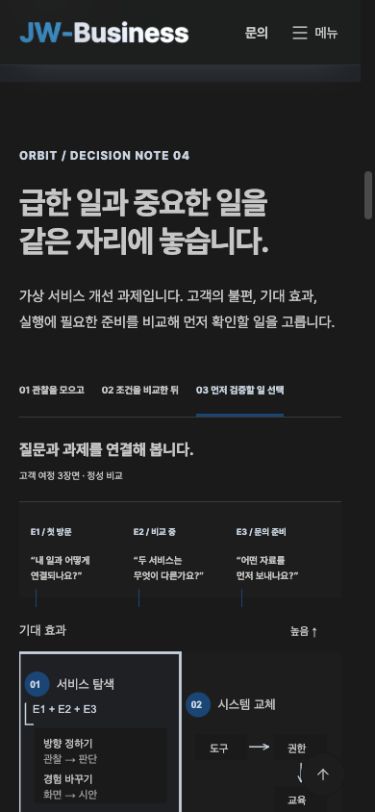 JW-Business
문의
메뉴
ORBIT / DECISION NOTE 04
급한 일과 중요한 일을
같은 자리에 놓습니다.
가상 서비스 개선 과제입니다. 고객의 불편, 기대 효과,
실행에 필요한 준비를 비교해 먼저 확인할 일을 고릅니다.
01 관찰을 모으고 02 조건을 비교한 뒤 03 먼저 검증할 일 선택
질문과 과제를 연결해 봅니다.
고객 여정 3장면 · 정성 비교
E1 / 첫 방문
E2 / 비교 중
E3 / 문의 준비
“내 일과 어떻게
연결되나요?”
“두 서비스는
무엇이 다른가요?”
“어떤 자료를
먼저 보내나요?”
기대 효과
높음 ↑
01 서비스 탐색
E1 + E2 + E3
방향 정하기
관찰 → 판단
경험 바꾸기
화면 → 시안
02 시스템 교체
도구 → 권한
↓
교육
↑